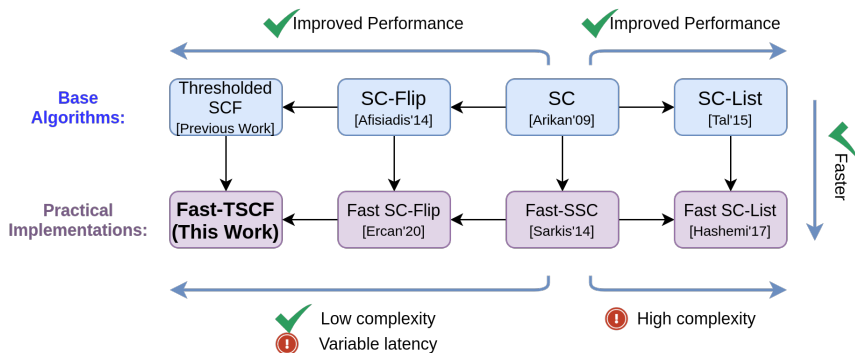 Improved Performance
Improved Performance
Base
Algorithms:
Thresholded
SCF
[Previous Work]
SC-Flip
[Afisiadis'14]
SC
[Arikan'09]
SC-List
[Tal'15]
Faster
Practical
Implementations:
Fast-TSCF
(This Work)
Fast SC-Flip
[Ercan'20]
Fast-SSC
[Sarkis'14]
Fast SC-List
[Hashemi'17]
Low complexity
Variable latency
High complexity